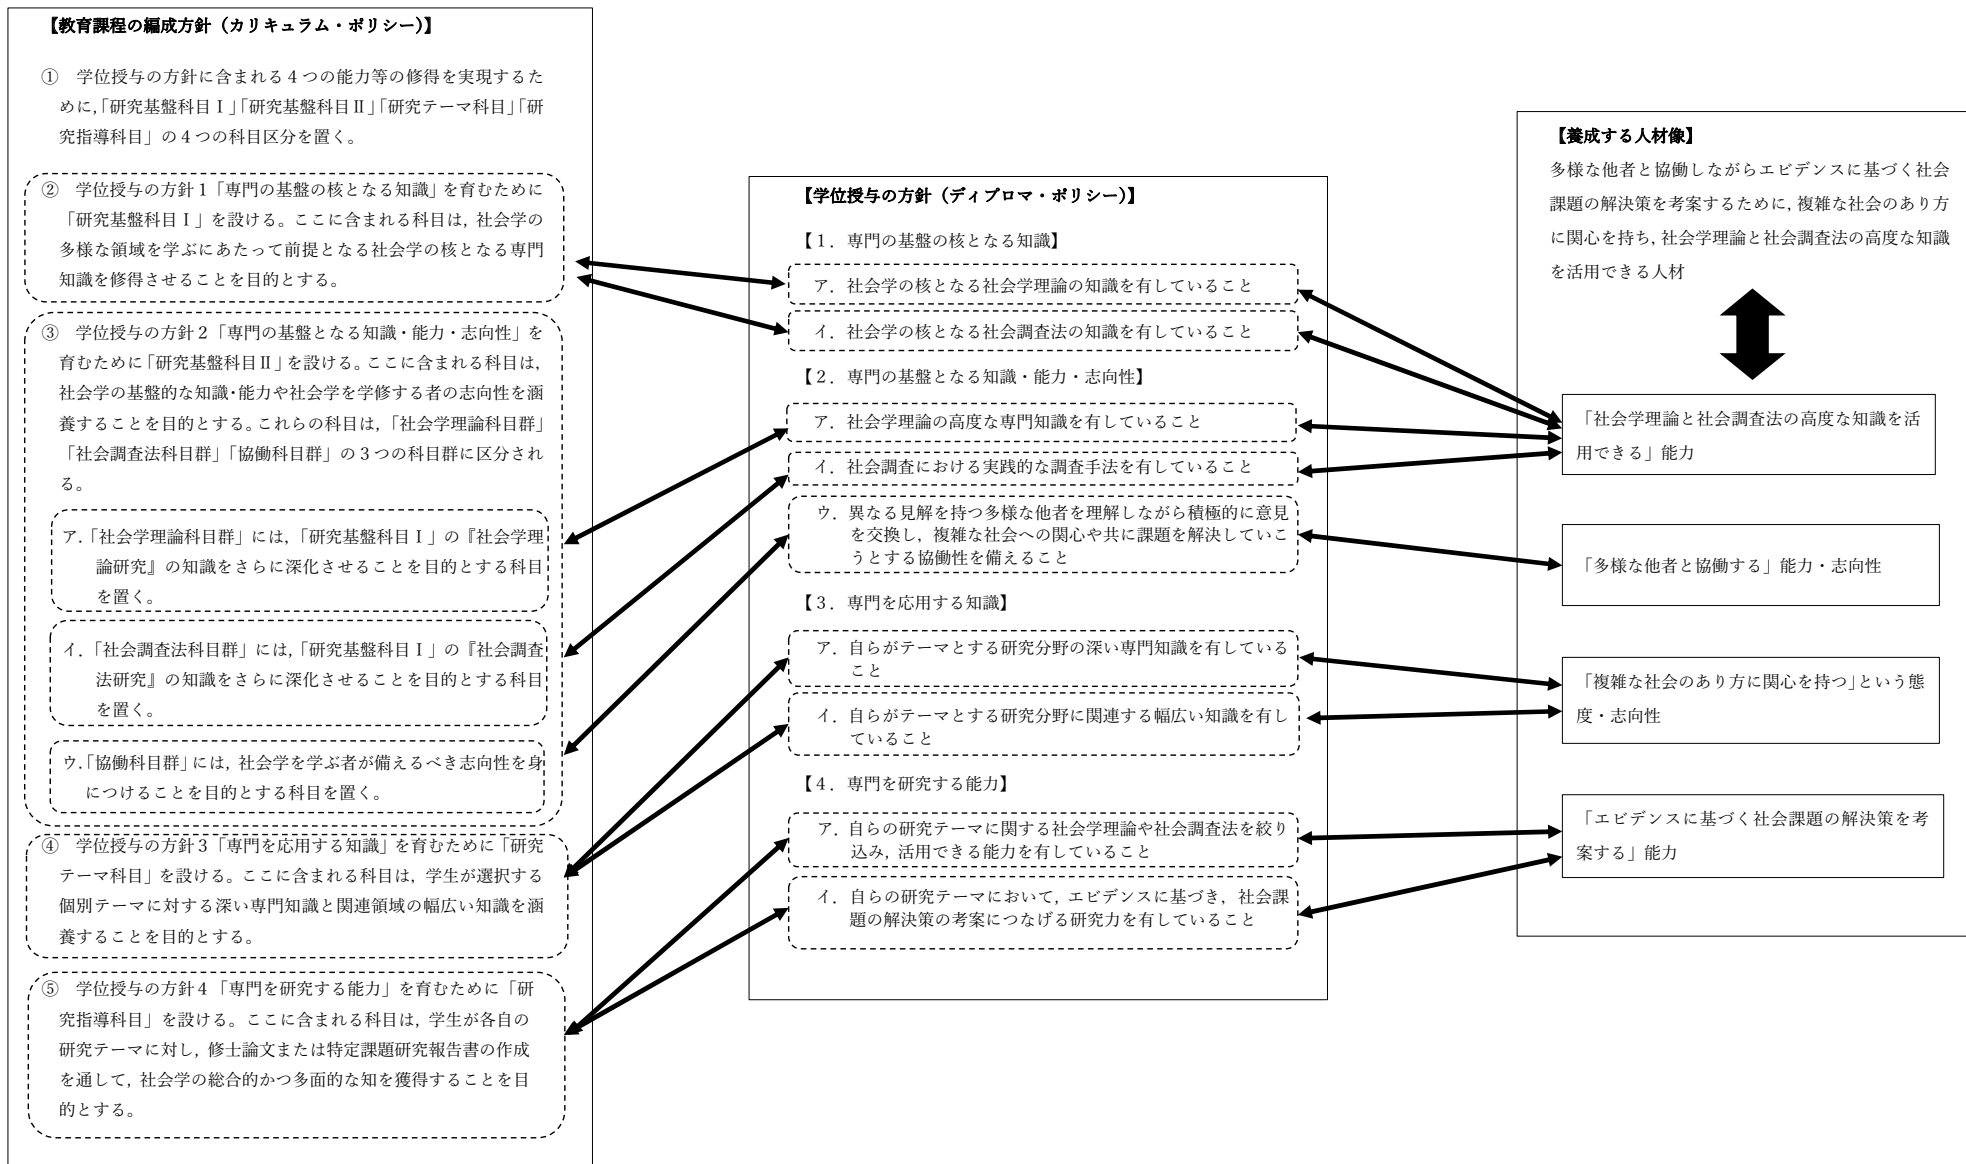 【教育課程の編成方針（カリキュラム・ポリシー）】
①　学位授与の方針に含まれる４つの能力等の修得を実現するた
めに，「研究基盤科目Ⅰ」「研究基盤科目Ⅱ」「研究テーマ科目」「研
究指導科目」の４つの科目区分を置く。
②　学位授与の方針１「専門の基盤の核となる知識」を育むために
「研究基盤科目Ⅰ」を設ける。ここに含まれる科目は，社会学の
多様な領域を学ぶにあたって前提となる社会学の核となる専門
知識を修得させることを目的とする。
③　学位授与の方針２「専門の基盤となる知識・能力・志向性」を
育むために「研究基盤科目Ⅱ」を設ける。ここに含まれる科目は，
社会学の基盤的な知識・能力や社会学を学修する者の志向性を涵
養することを目的とする。これらの科目は，「社会学理論科目群」
「社会調査法科目群」「協働科目群」の３つの科目群に区分され
る。
ア．「社会学理論科目群」には，「研究基盤科目Ⅰ」の『社会学理
論研究』の知識をさらに深化させることを目的とする科目
を置く。
イ．「社会調査法科目群」には，「研究基盤科目Ⅰ」の『社会調査
法研究』の知識をさらに深化させることを目的とする科目
を置く。
ウ．「協働科目群」には，社会学を学ぶ者が備えるべき志向性を身
につけることを目的とする科目を置く。
④　学位授与の方針３「専門を応用する知識」を育むために「研究
テーマ科目」を設ける。ここに含まれる科目は，学生が選択する
個別テーマに対する深い専門知識と関連領域の幅広い知識を涵
養することを目的とする。
⑤　学位授与の方針４「専門を研究する能力」を育むために「研
究指導科目」を設ける。ここに含まれる科目は，学生が各自の
研究テーマに対し，修士論文または特定課題研究報告書の作成
を通して，社会学の総合的かつ多面的な知を獲得することを目
的とする。
【学位授与の方針（ディプロマ・ポリシー）】
【１．専門の基盤の核となる知識】
ア．社会学の核となる社会学理論の知識を有していること
イ．社会学の核となる社会調査法の知識を有していること
【２．専門の基盤となる知識・能力・志向性】
ア．社会学理論の高度な専門知識を有していること
イ．社会調査における実践的な調査手法を有していること
ウ．異なる見解を持つ多様な他者を理解しながら積極的に意見
を交換し，複雑な社会への関心や共に課題を解決していこ
うとする協働性を備えること
【３．専門を応用する知識】
ア．自らがテーマとする研究分野の深い専門知識を有している
こと
イ．自らがテーマとする研究分野に関連する幅広い知識を有し
ていること
【４．専門を研究する能力】
ア．自らの研究テーマに関する社会学理論や社会調査法を絞り
込み，活用できる能力を有していること
イ．自らの研究テーマにおいて，エビデンスに基づき，社会課
題の解決策の考案につなげる研究力を有していること
【養成する人材像】
多様な他者と協働しながらエビデンスに基づく社会
課題の解決策を考案するために，複雑な社会のあり方
に関心を持ち，社会学理論と社会調査法の高度な知識
を活用できる人材
「社会学理論と社会調査法の高度な知識を活
用できる」能力
「多様な他者と協働する」能力・志向性
「複雑な社会のあり方に関心を持つ」という態
度・志向性
「エビデンスに基づく社会課題の解決策を考
案する」能力